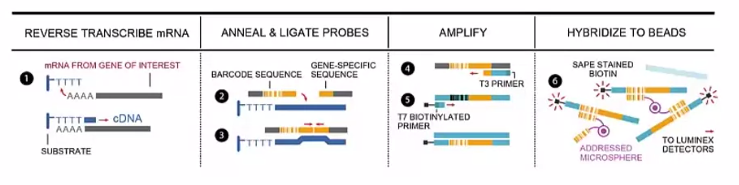 REVERSE TRANSCRIBE mRNA
ANNEAL & LIGATE PROBES
AMPLIFY
HYBRIDIZE TO BEADS
mRNA FROM GENE OF INTEREST
1
TTTT
AAAA
cDNA
TTTT
AAAA
SUBSTRATE
BARCODE SEQUENCE
GENE-SPECIFIC
SEQUENCE
2
TTTT
3
TTTT
4
T3 PRIMER
5
T7 BIOTINYLATED
PRIMER
SAPE STAINED
BIOTIN
6
ADDRESSED
MICROSPHERE
TO LUMINEX
DETECTORS